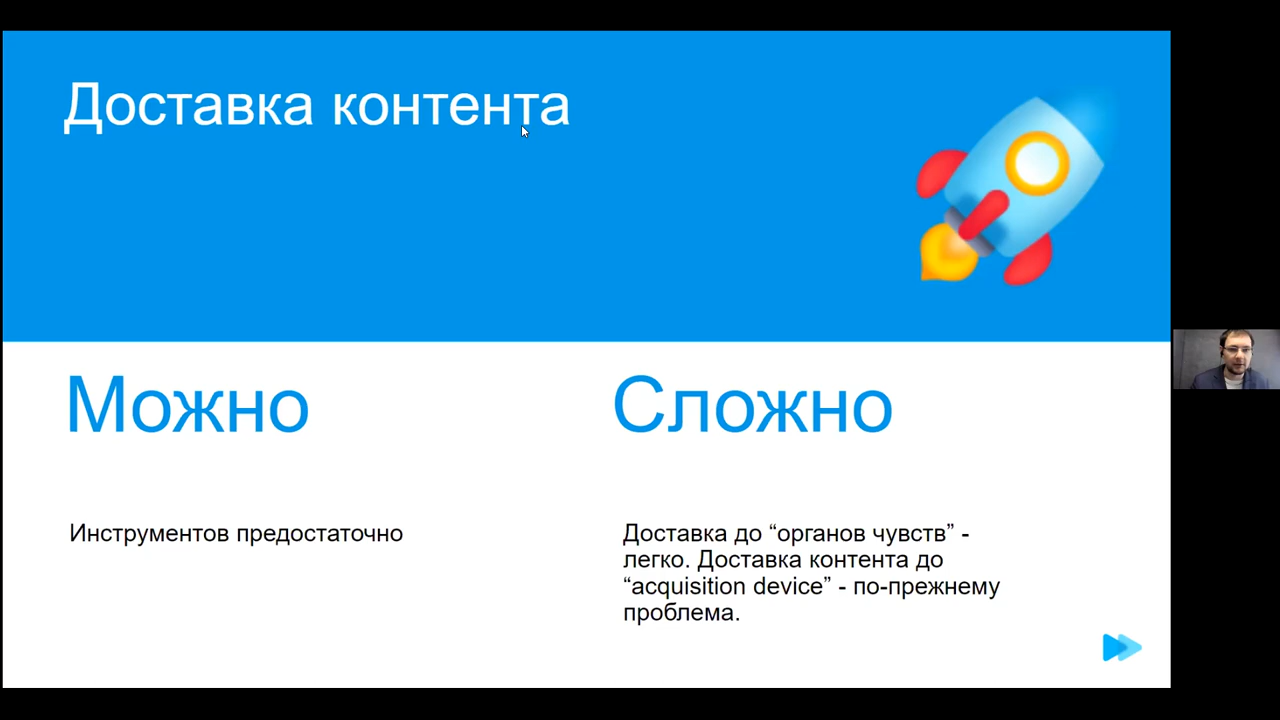 Доставка контента
Можно
Сложно
Инструментов предостаточно
Доставка до “органов чувств” -
легко. Доставка контента до
“acquisition device” - по-прежнему
проблема.